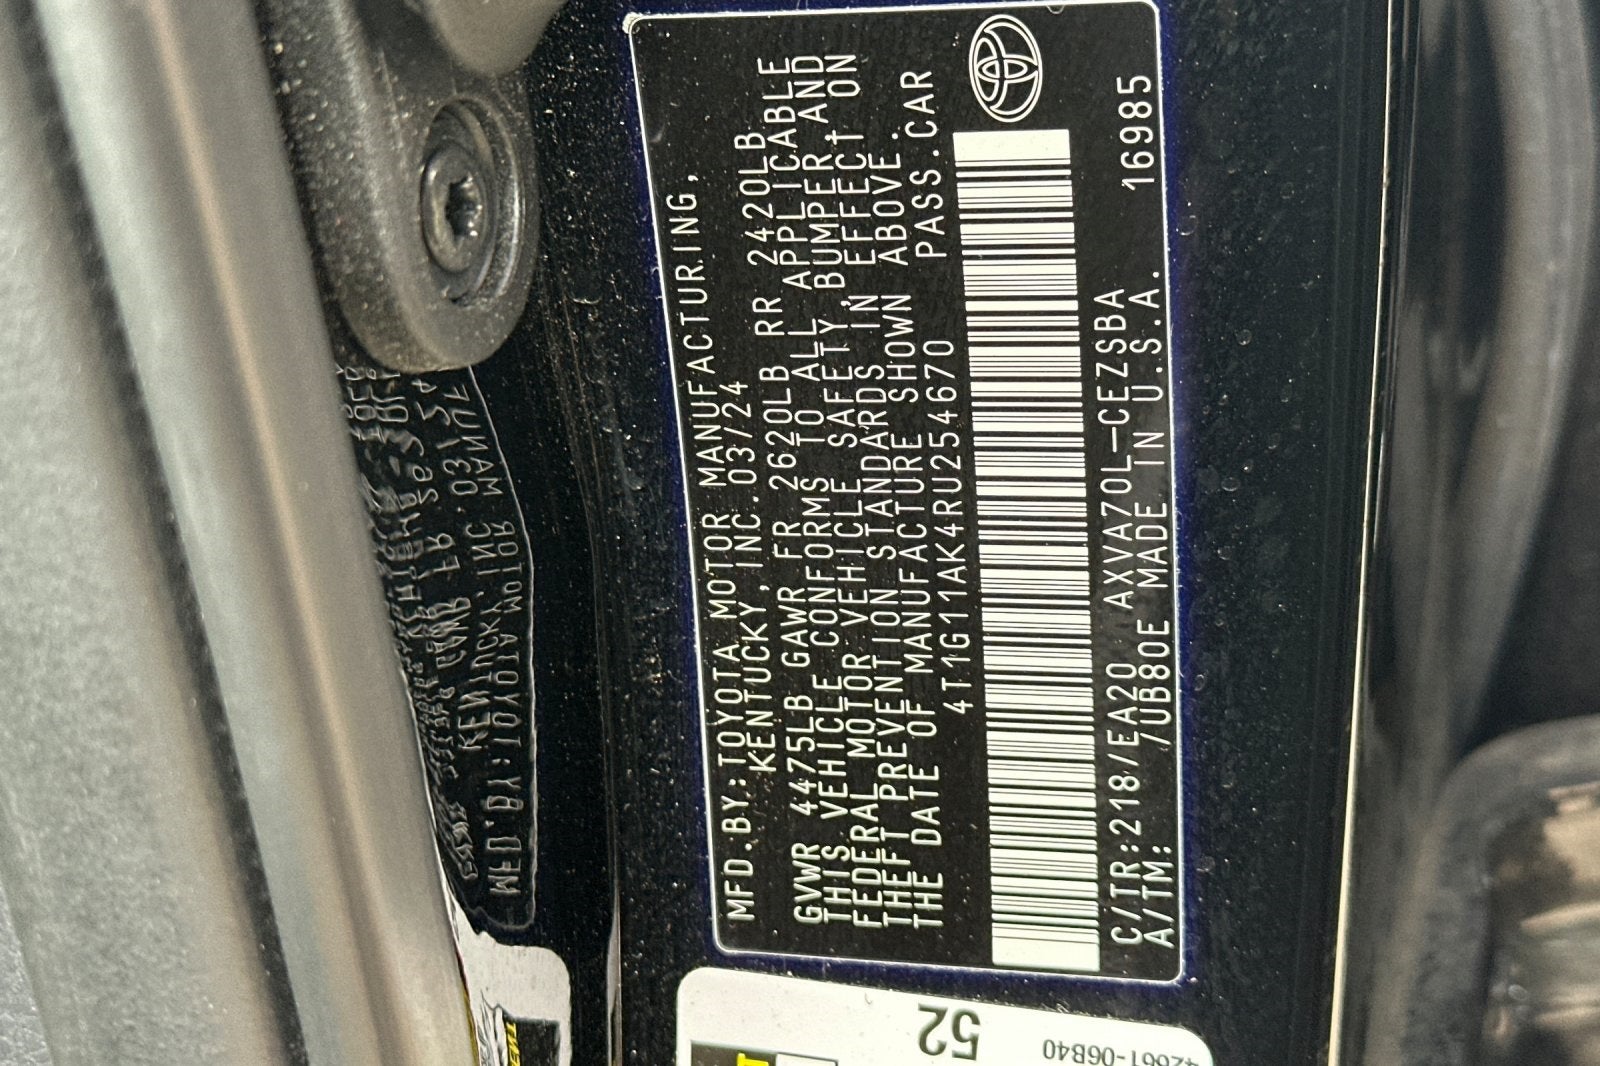 MFD.BY:TOYOTA MOTOR MANUFACTURING,
KENTUCKY,INC.03/24
GVWR 4475LB GAWR FR 2620LB RR 2420LB
THIS VEHICLE CONFORMS TO ALL APPLICABLE
FEDERAL MOTOR VEHICLE SAFETY,BUMPER,AND
THEFT PREVENTION STANDARDS IN EFFECT ON
THE DATE OF MANUFACTURE SHOWN ABOVE.
4T1G11AK4RU254670 PASS.CAR
C/TR:218/EA20 AXVA70L-CEZSBA 16985
A/TM: /UB80E MADE IN U.S.A.
52
42661-06B40